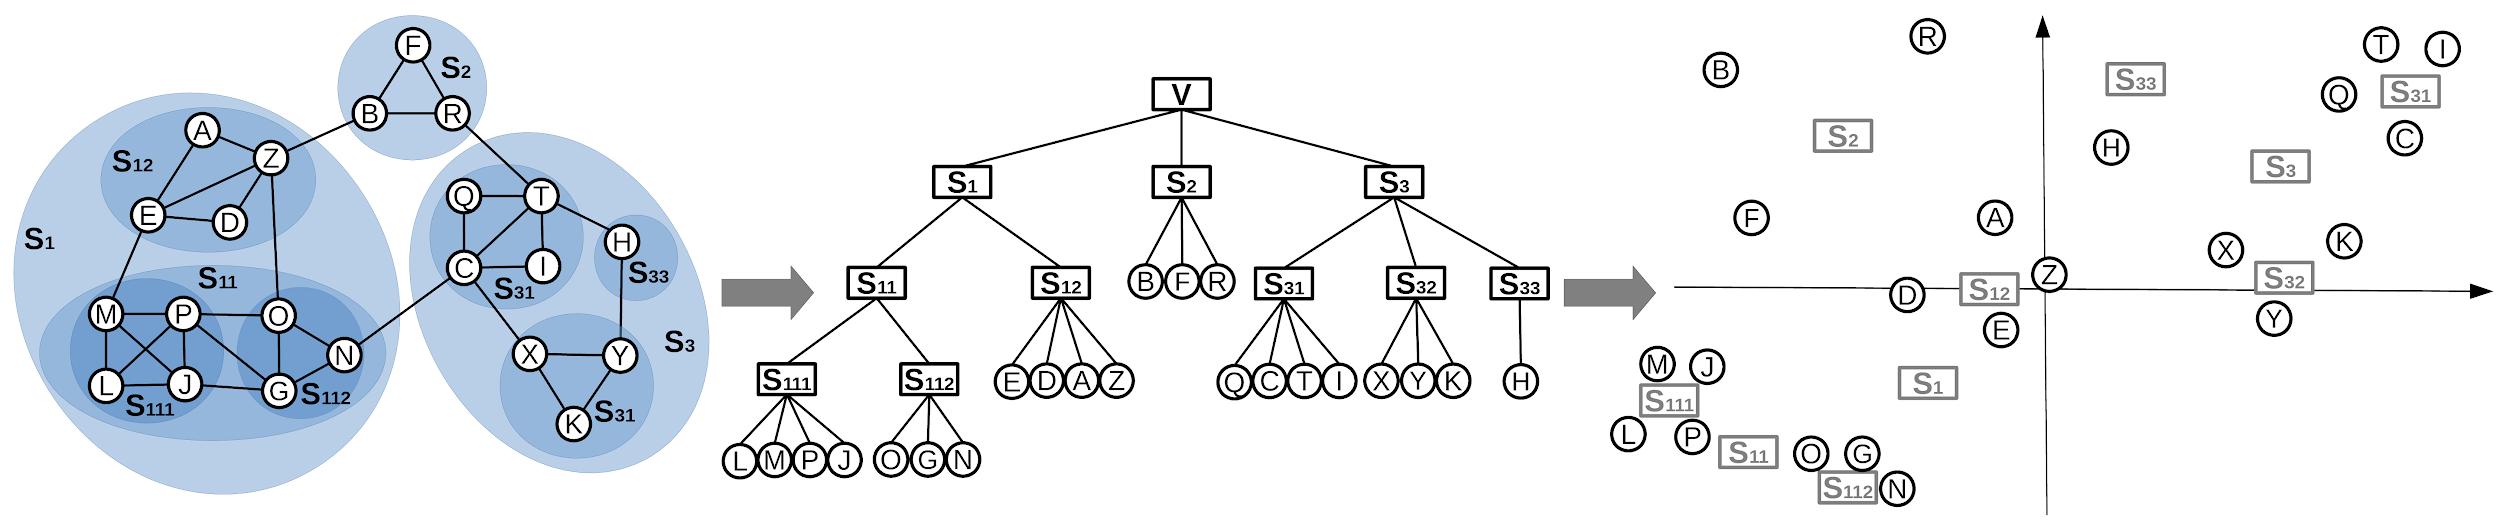 F
S2
B R
A
Z
S12
E D
S1
Q T
H
S33
C I
S31
S11
M P O
N
L J G
S111 S112
X Y
S3
K S31
V
S1 S2 S3
S11 S12 B F R S31 S32 S33
S111 S112 E D A Z Q C T I X Y K H
L M P J O G N
R
T I
B
S33
Q S31
S2
H C
S3
F A
X K
Z
S32
D S12
E Y
M J
S1
S111
L P
S11 O G
S112 N